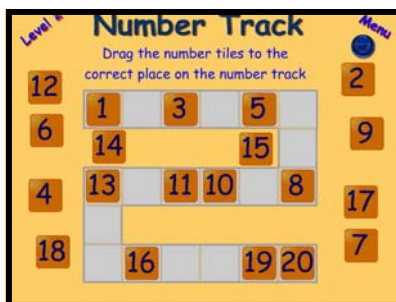 Level
Number Track
Menu
Drag the number tiles to the
correct place on the number track
12
2
1 3 5
6
9
14 15
4
13 11 10 8
17
18
7
16 19 20